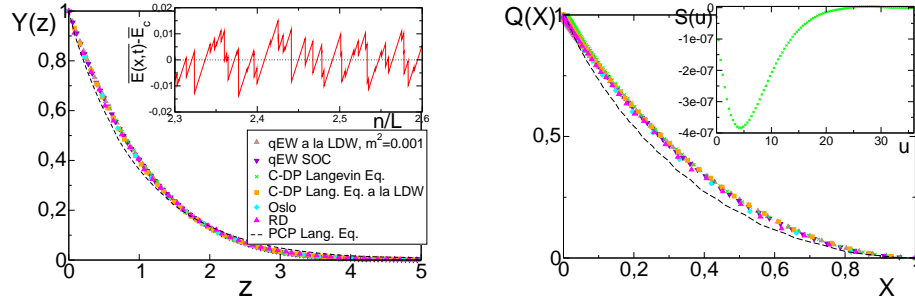 Y(z)
1
0,8
0,6
0,4
0,2
0
0 1 2 3 4 5
z
E(x,t)-E_c
0.015
0.01
0
-0.01
-0.02
2,3 2,4 2,5 2,6
n/L
qEW a la LDW, m²=0.001
qEW SOC
C-DP Langevin Eq.
C-DP Lang. Eq. a la LDW
Oslo
RD
PCP Lang. Eq.
Q(X)
1
0,5
0
0 0,2 0,4 0,6 0,8
X
S(u)
0
-1e-07
-2e-07
-3e-07
-4e-07
0 10 20 30
u